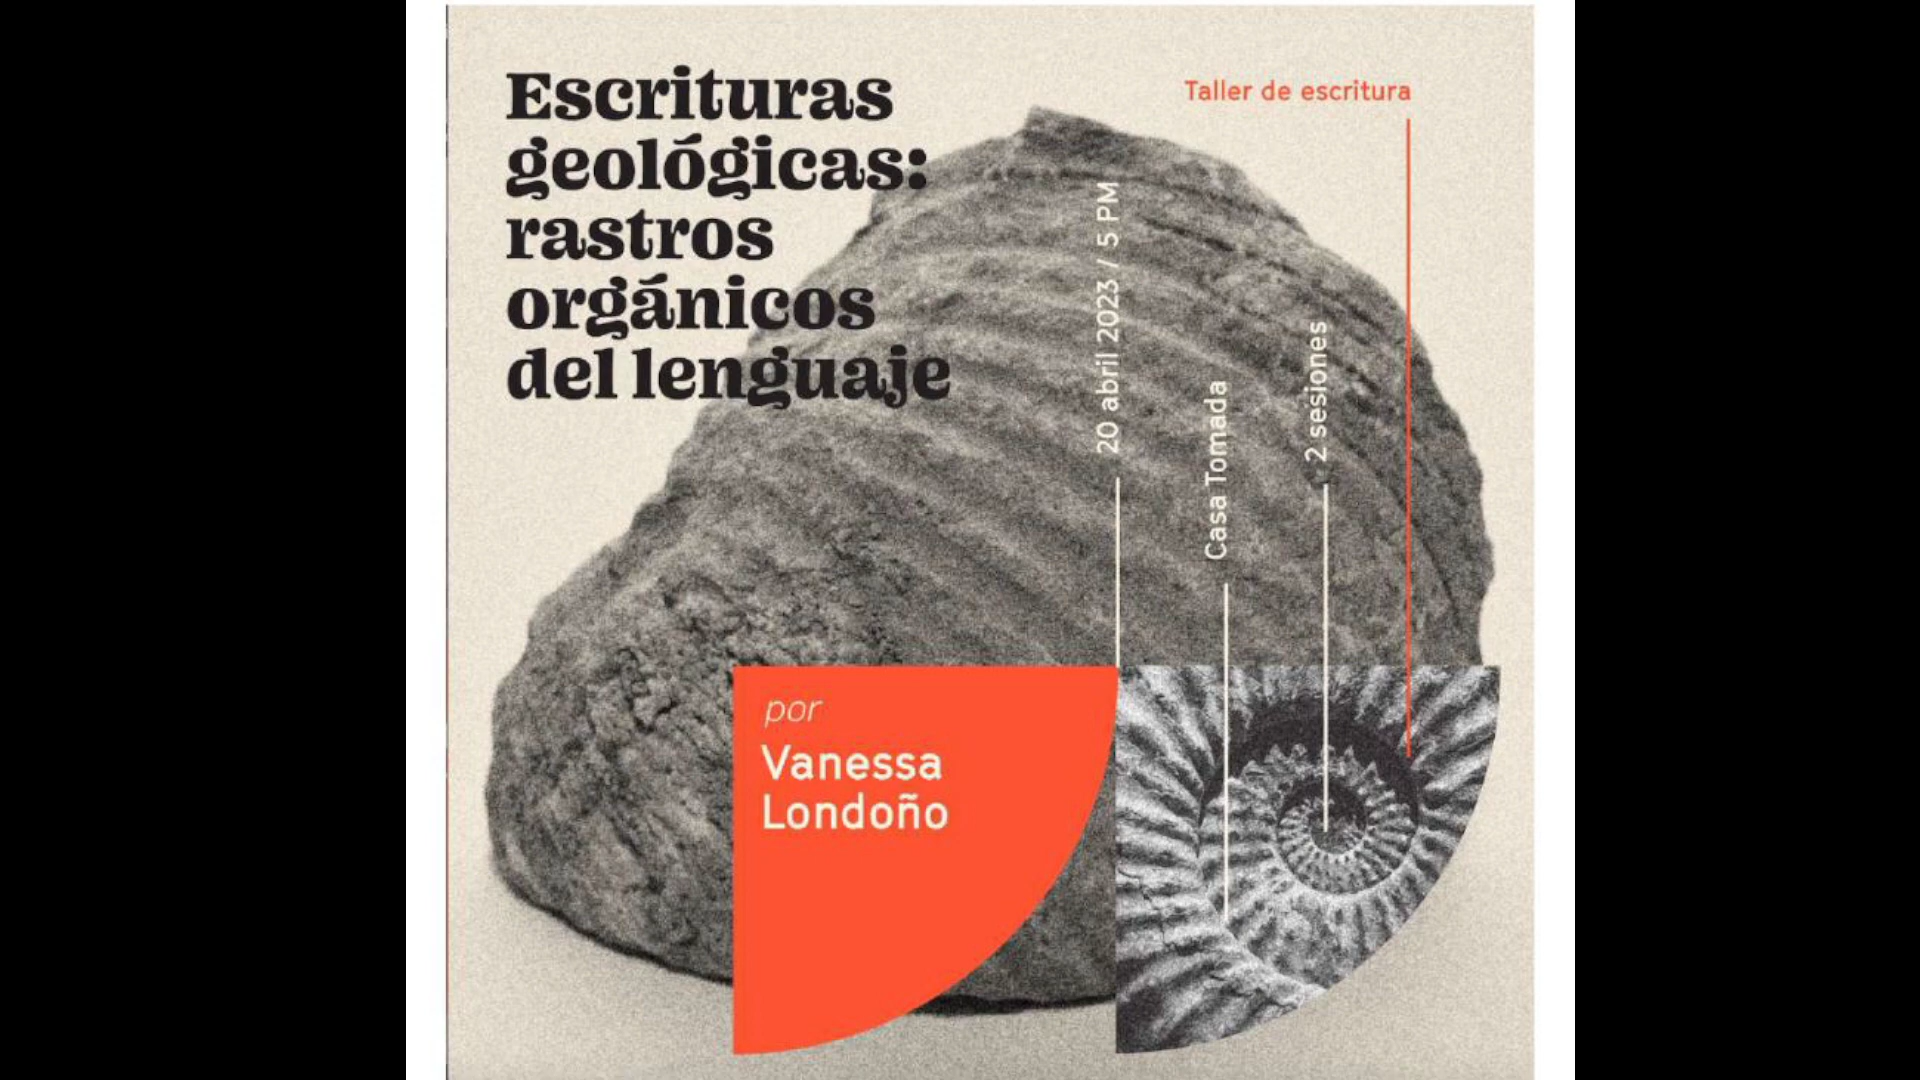 Escrituras
geológicas:
rastros
orgánicos
del lenguaje
Taller de escritura
20 abril 2023 / 5 PM
Casa Tomada
2 sesiones
por
Vanessa
Londoño